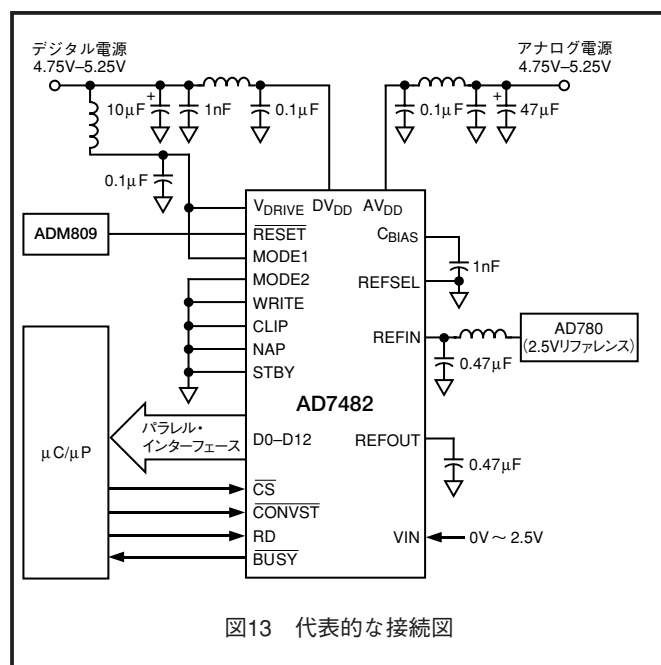 デジタル電源
4.75V–5.25V
アナログ電源
4.75V–5.25V
10µF
+
1nF
0.1µF
0.1µF
+
47µF
0.1µF
VDRIVE
DVDD
AVDD
ADM809
RESET
MODE1
MODE2
WRITE
CLIP
NAP
STBY
CBIAS
1nF
REFSEL
REFIN
AD780
(2.5Vリファレンス)
0.47µF
AD7482
µC/µP
パラレル・
インターフェース
D0–D12
REFOUT
0.47µF
CS
CONVST
RD
BUSY
VIN
0V～2.5V
図13 代表的な接続図